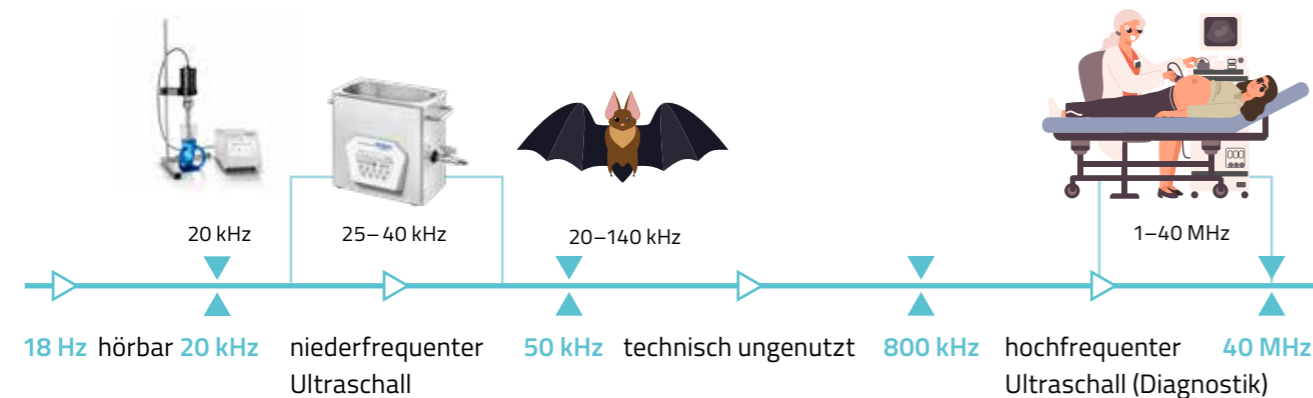 20 kHz
25–40 kHz
20–140 kHz
1–40 MHz
18 Hz hörbar 20 kHz niederfrequenter 50 kHz technisch ungenutzt 800 kHz hochfrequenter 40 MHz
Ultraschall Ultraschall (Diagnostik)